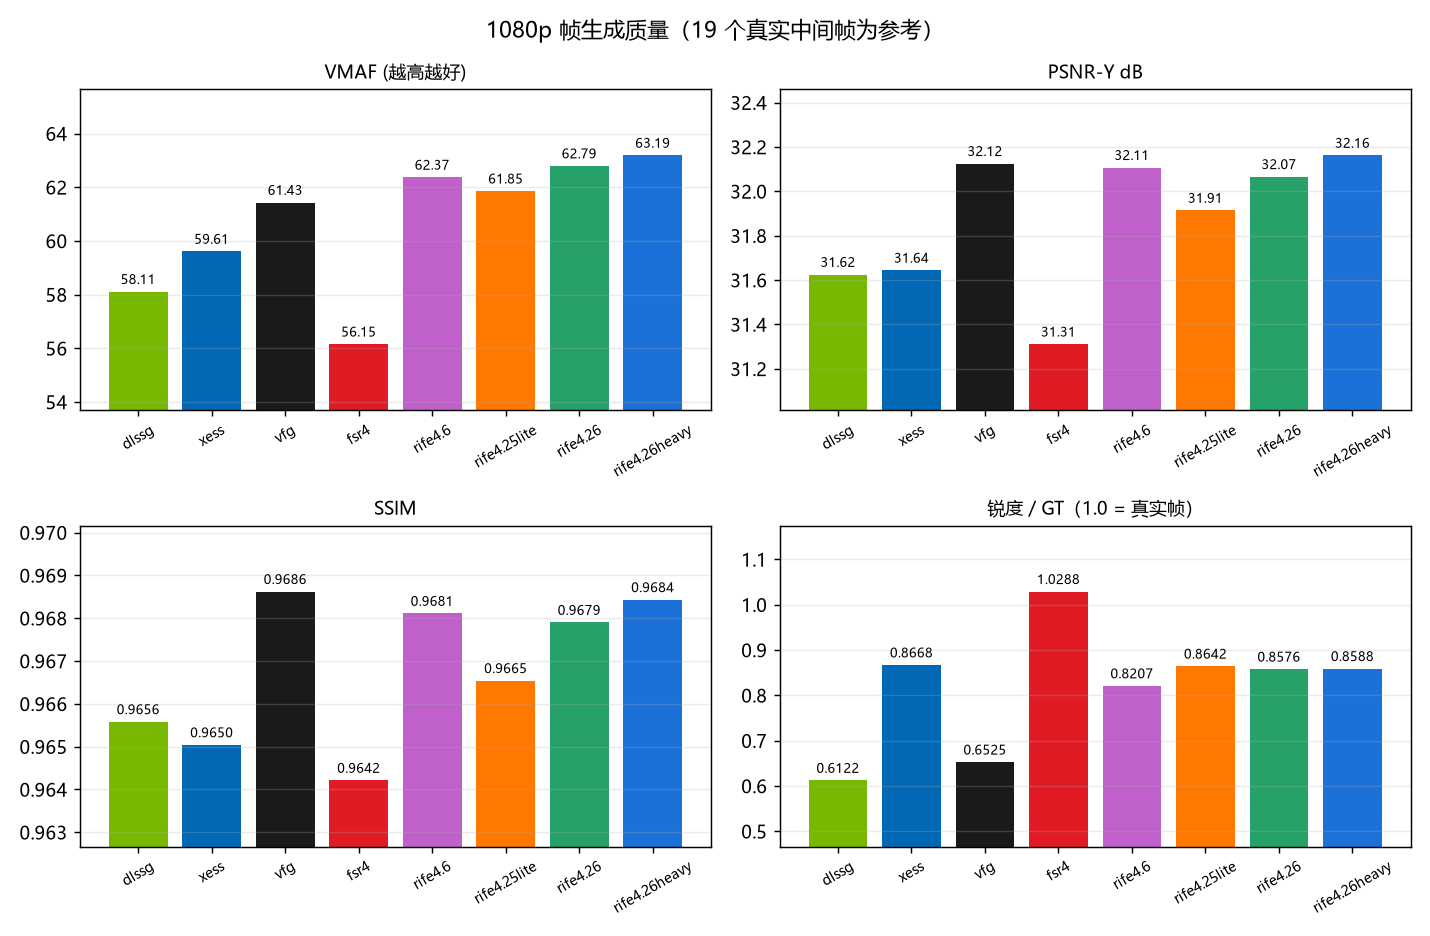 1080p 帧生成质量（19 个真实中间帧为参考）
VMAF (越高越好)
64
62
60
58
56
54
58.11
59.61
61.43
56.15
62.37
61.85
62.79
63.19
dlssg
xess
vfg
fsr4
rife4.6
rife4.25lite
rife4.26
rife4.26heavy
PSNR-Y dB
32.4
32.2
32.0
31.8
31.6
31.4
31.2
31.62
31.64
32.12
31.31
32.11
31.91
32.07
32.16
dlssg
xess
vfg
fsr4
rife4.6
rife4.25lite
rife4.26
rife4.26heavy
SSIM
0.970
0.969
0.968
0.967
0.966
0.965
0.964
0.963
0.9656
0.9650
0.9686
0.9642
0.9681
0.9665
0.9679
0.9684
dlssg
xess
vfg
fsr4
rife4.6
rife4.25lite
rife4.26
rife4.26heavy
锐度 / GT（1.0 = 真实帧）
1.1
1.0
0.9
0.8
0.7
0.6
0.5
0.6122
0.8668
0.6525
1.0288
0.8207
0.8642
0.8576
0.8588
dlssg
xess
vfg
fsr4
rife4.6
rife4.25lite
rife4.26
rife4.26heavy